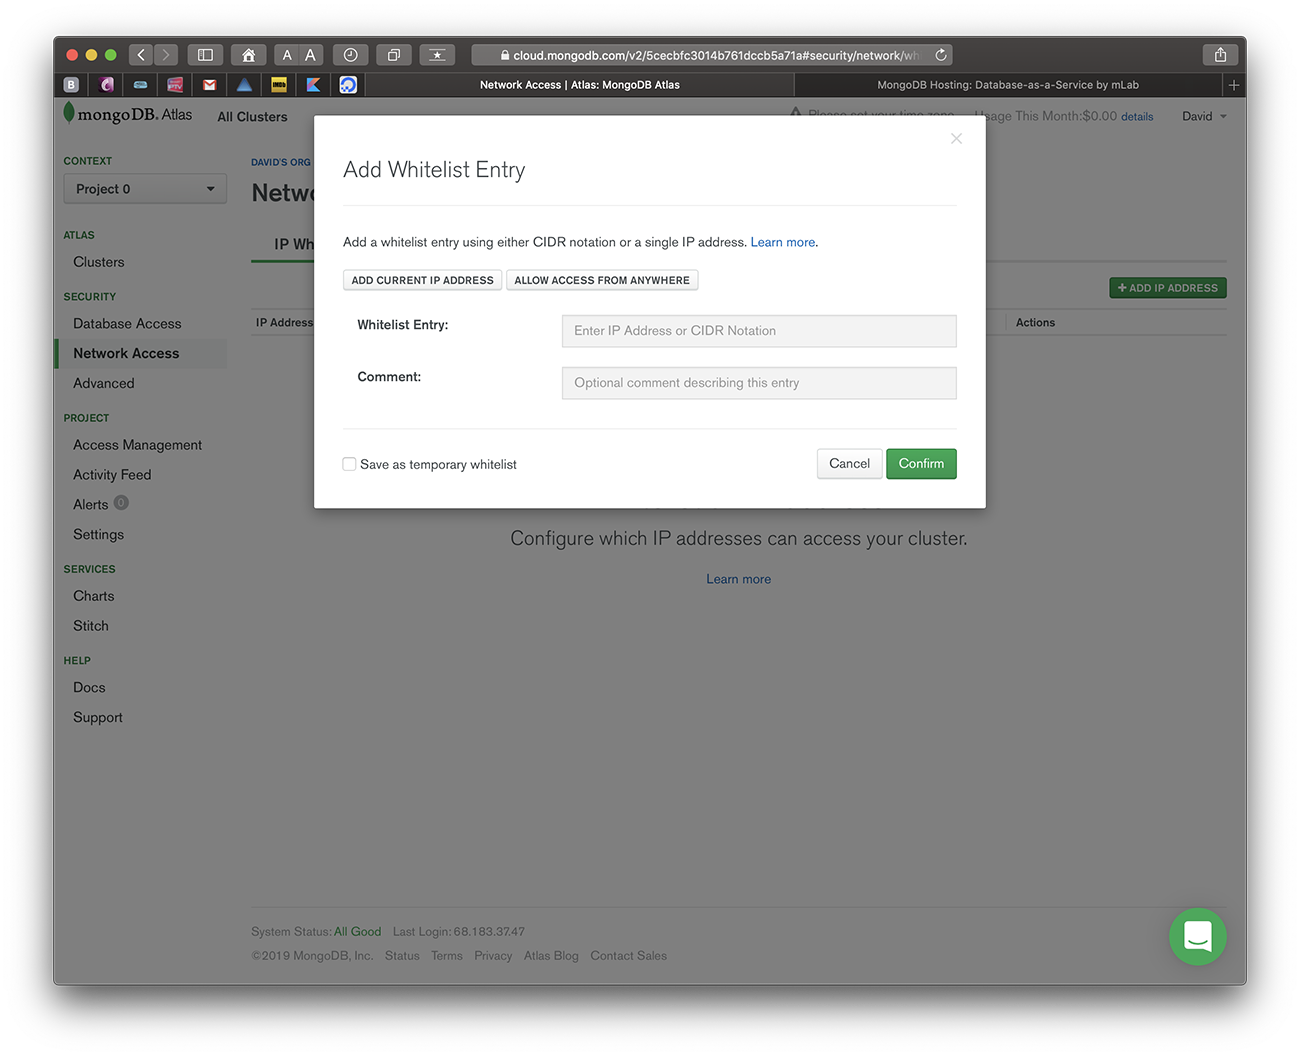 A A
cloud.mongodb.com/v2/5cecbfc3014b761dccb5a71a#security/network/wh
B IMDb
Network Access | Atlas: MongoDB Atlas
MongoDB Hosting: Database-as-a-Service by mLab
mongoDB. Atlas
All Clusters
Please set your time zone
Usage This Month:$0.00 details
David
CONTEXT
Project 0
ATLAS
Clusters
SECURITY
Database Access
Network Access
Advanced
PROJECT
Access Management
Activity Feed
Alerts 0
Settings
SERVICES
Charts
Stitch
HELP
Docs
Support
DAVID'S ORG
Netwo
IP Wh
+ ADD IP ADDRESS
IP Address
Actions
Add Whitelist Entry
Add a whitelist entry using either CIDR notation or a single IP address. Learn more.
ADD CURRENT IP ADDRESS
ALLOW ACCESS FROM ANYWHERE
Whitelist Entry:
Enter IP Address or CIDR Notation
Comment:
Optional comment describing this entry
Save as temporary whitelist
Cancel
Confirm
Configure which IP addresses can access your cluster.
Learn more
System Status: All Good Last Login: 68.183.37.47
©2019 MongoDB, Inc. Status Terms Privacy Atlas Blog Contact Sales